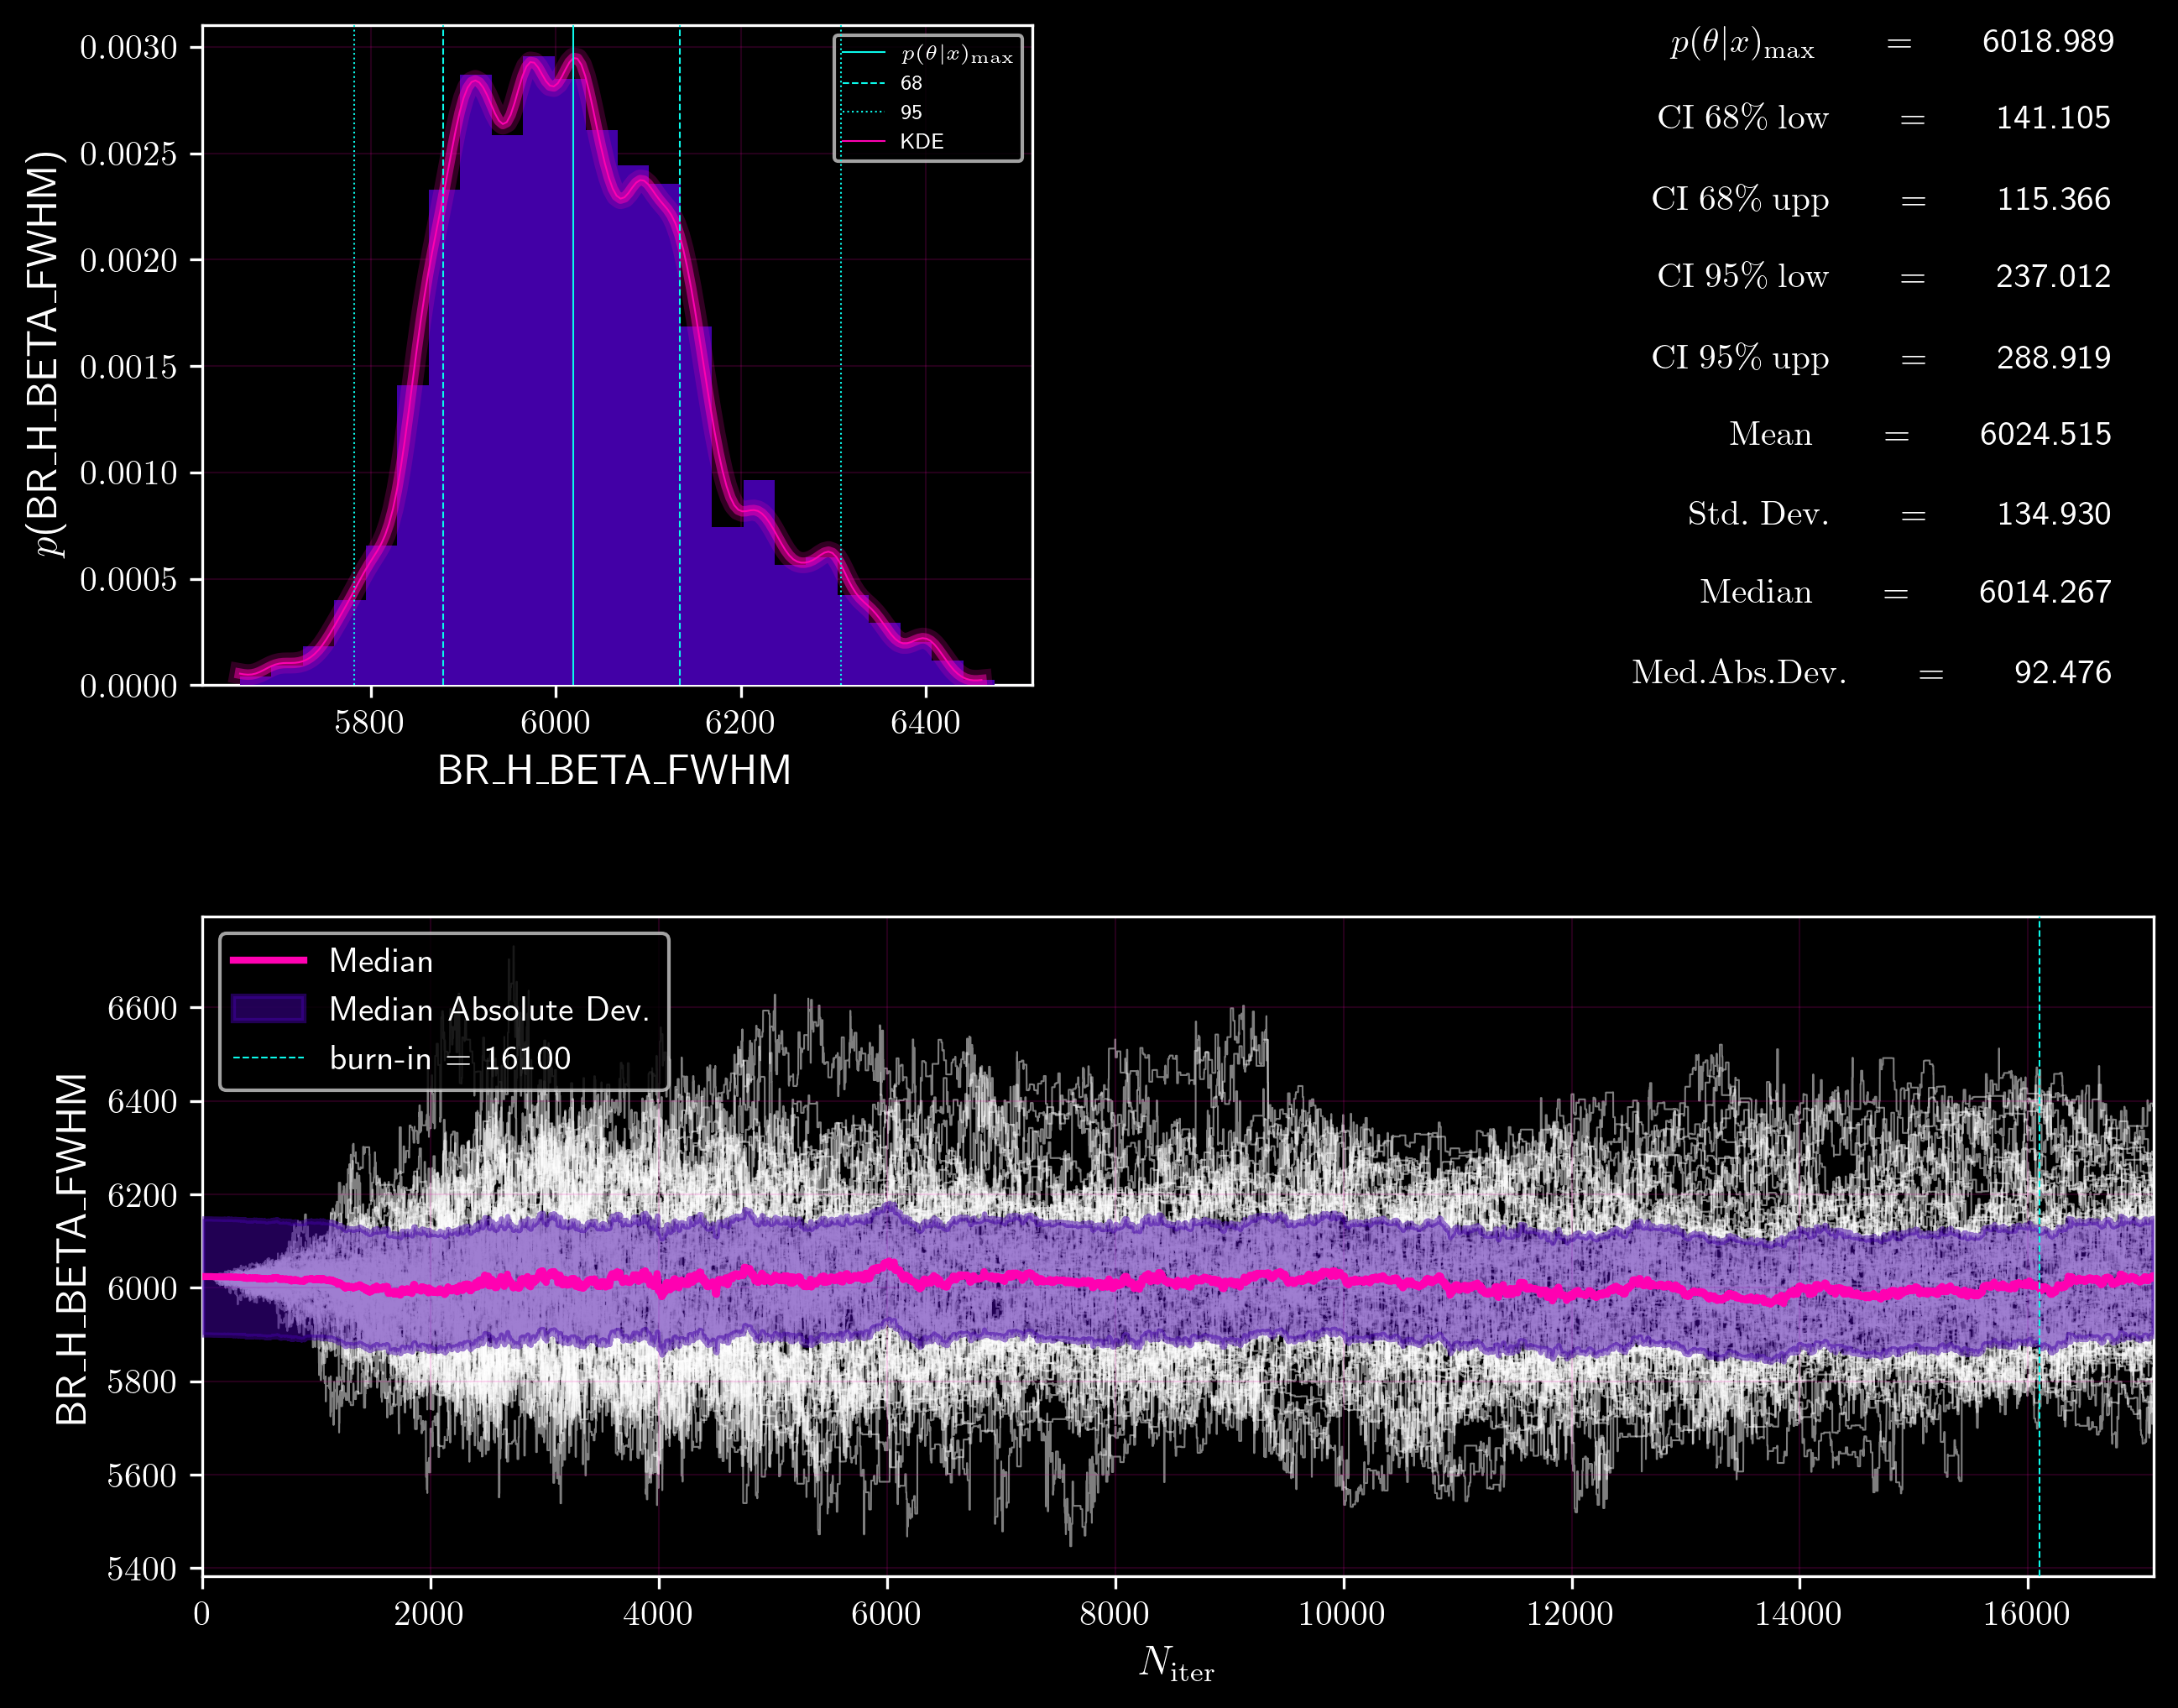 p(BR_H_BETA_FWHM)
0.0030
0.0025
0.0020
0.0015
0.0010
0.0005
0.0000
5800 6000 6200 6400
BR_H_BETA_FWHM
p(θ|x)max
68
95
KDE
p(θ|x)max = 6018.989
CI 68% low = 141.105
CI 68% upp = 115.366
CI 95% low = 237.012
CI 95% upp = 288.919
Mean = 6024.515
Std. Dev. = 134.930
Median = 6014.267
Med.Abs.Dev. = 92.476
BR_H_BETA_FWHM
6600
6400
6200
6000
5800
5600
5400
Median
Median Absolute Dev.
burn-in = 16100
0 2000 4000 6000 8000 10000 12000 14000 16000
Niter